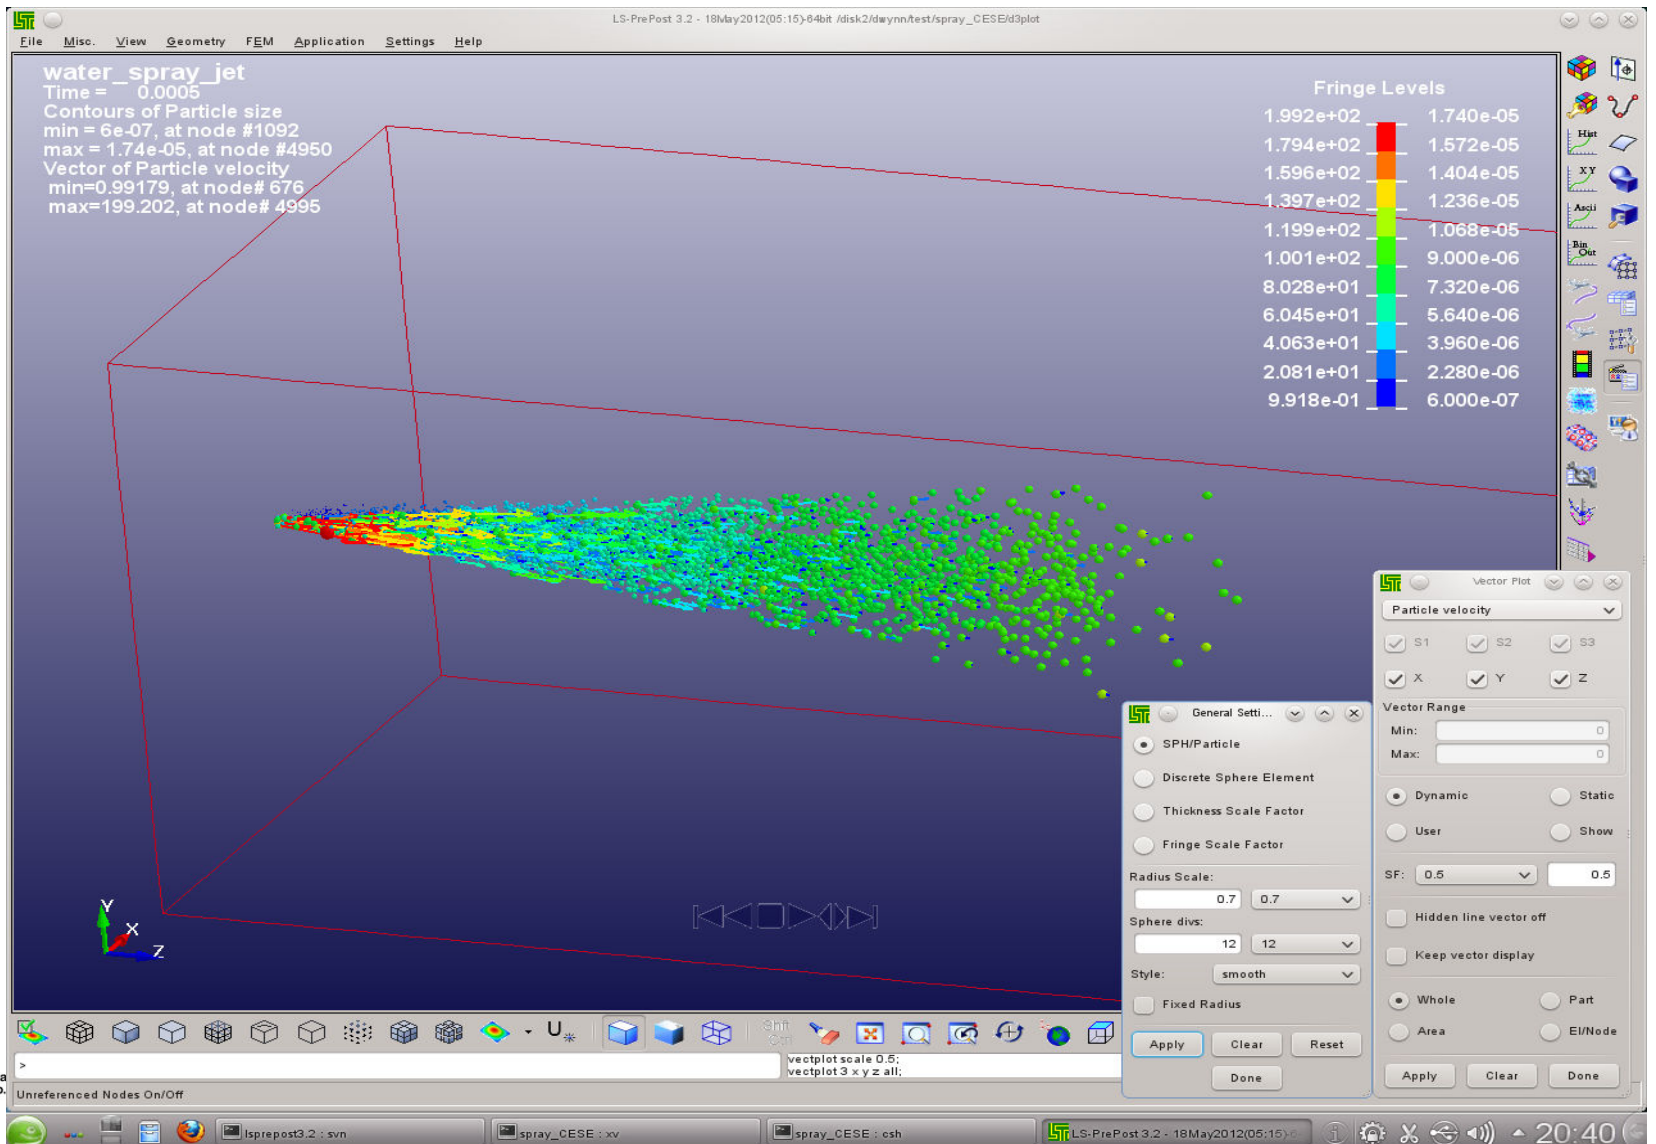 LS-PrePost 3.2 - 18May2012(05:15)-64bit /disk2/dwynn/test/spray_CESE/d3plot
File Misc. View Geometry FEM Application Settings Help
water_spray_jet
Time = 0.0005
Contours of Particle size
min = 6e-07, at node #1092
max = 1.74e-05, at node #4950
Vector of Particle velocity
min=0.99179, at node# 676
max=199.202, at node# 4995
Fringe Levels
1.992e+02 1.740e-05
1.794e+02 1.572e-05
1.596e+02 1.404e-05
1.397e+02 1.236e-05
1.199e+02 1.068e-05
1.001e+02 9.000e-06
8.028e+01 7.320e-06
6.045e+01 5.640e-06
4.063e+01 3.960e-06
2.081e+01 2.280e-06
9.918e-01 6.000e-07
Hist
XY
Ascii
Bin
Out
Y
X
Z
Vector Plot
Particle velocity
S1 S2 S3
X Y Z
Vector Range
Min: 0
Max: 0
Dynamic Static
User Show
SF: 0.5 0.5
Hidden line vector off
Keep vector display
Whole Part
Area El/Node
Apply Clear Done
General Setti...
SPH/Particle
Discrete Sphere Element
Thickness Scale Factor
Fringe Scale Factor
Radius Scale:
0.7 0.7
Sphere divs:
12 12
Style: smooth
Fixed Radius
Apply Clear Reset
Done
>
vectplot scale 0.5;
vectplot 3 x y z all;
Unreferenced Nodes On/Off
lsprepost3.2 : svn
spray_CESE : xv
spray_CESE : csh
LS-PrePost 3.2 - 18May2012(05:15)-6
20:40